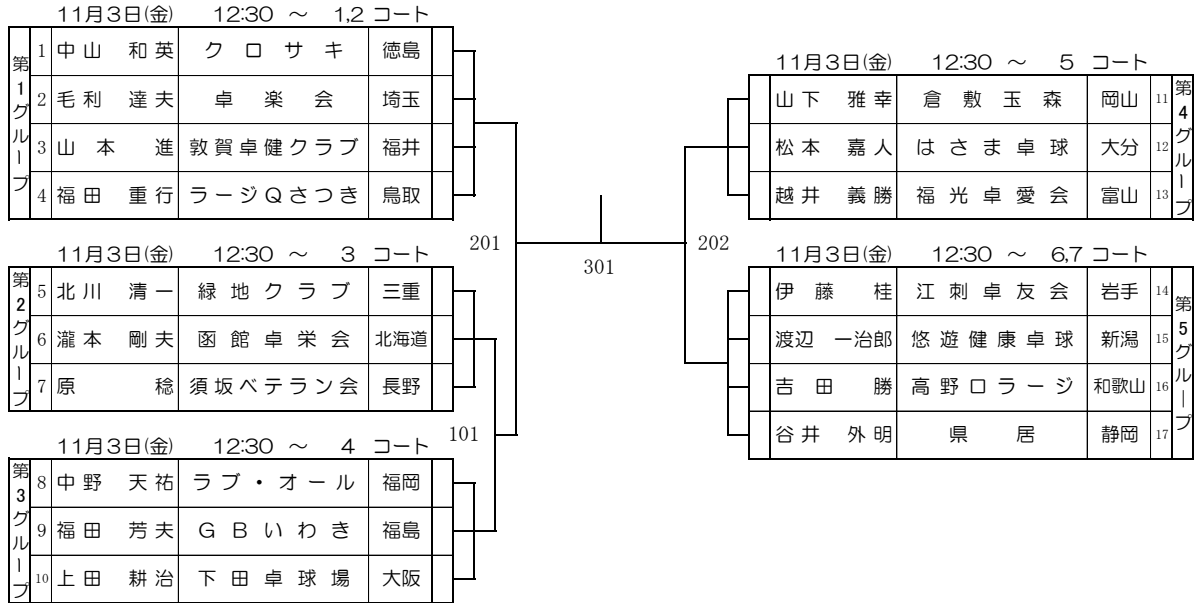 11月3日(金) 12:30 ～ 1,2 コート
第1グループ
1 中山 和英 クロサキ 徳島
2 毛利 達夫 卓楽会 埼玉
3 山本 進 敦賀卓健クラブ 福井
4 福田 重行 ラージQさつき 鳥取
11月3日(金) 12:30 ～ 3 コート
第2グループ
5 北川 清一 緑地クラブ 三重
6 瀧本 剛夫 函館卓栄会 北海道
7 原 稔 須坂ベテラン会 長野
11月3日(金) 12:30 ～ 4 コート
第3グループ
8 中野 天祐 ラブ・オール 福岡
9 福田 芳夫 GBいわき 福島
10 上田 耕治 下田卓球場 大阪
101
201
301
202
11月3日(金) 12:30 ～ 5 コート
山下 雅幸 倉敷玉森 岡山 11
松本 嘉人 はさま卓球 大分 12
越井 義勝 福光卓愛会 富山 13
第4グループ
11月3日(金) 12:30 ～ 6,7 コート
伊藤 桂 江刺卓友会 岩手 14
渡辺 一治郎 悠遊健康卓球 新潟 15
吉田 勝 高野口ラージ 和歌山 16
谷井 外明 県居 静岡 17
第5グループ